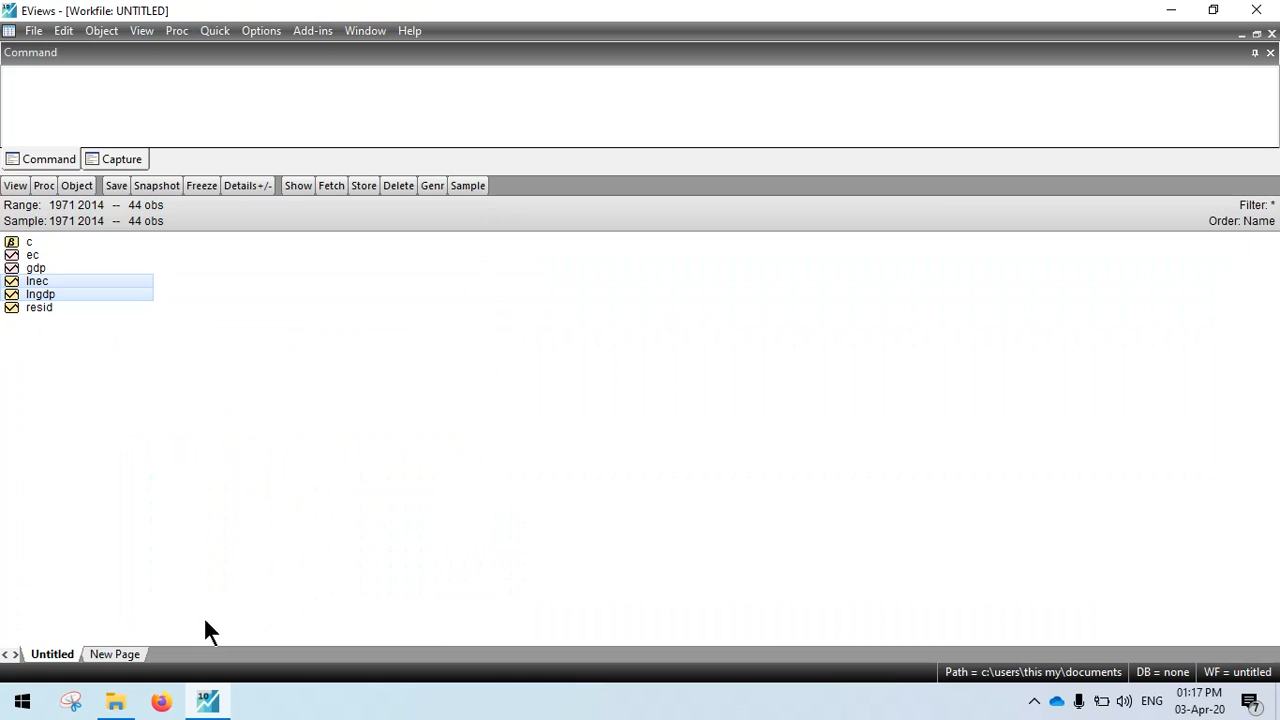 EViews - [Workfile: UNTITLED]
File Edit Object View Proc Quick Options Add-ins Window Help
Command
Command Capture
View Proc Object Save Snapshot Freeze Details+/- Show Fetch Store Delete Genr Sample
Range: 1971 2014 -- 44 obs Filter: *
Sample: 1971 2014 -- 44 obs Order: Name
β c
ec
gdp
lnec
lngdp
resid
Untitled New Page
Path = c:\users\this my\documents DB = none WF = untitled
10 ENG 01:17 PM
03-Apr-20 7